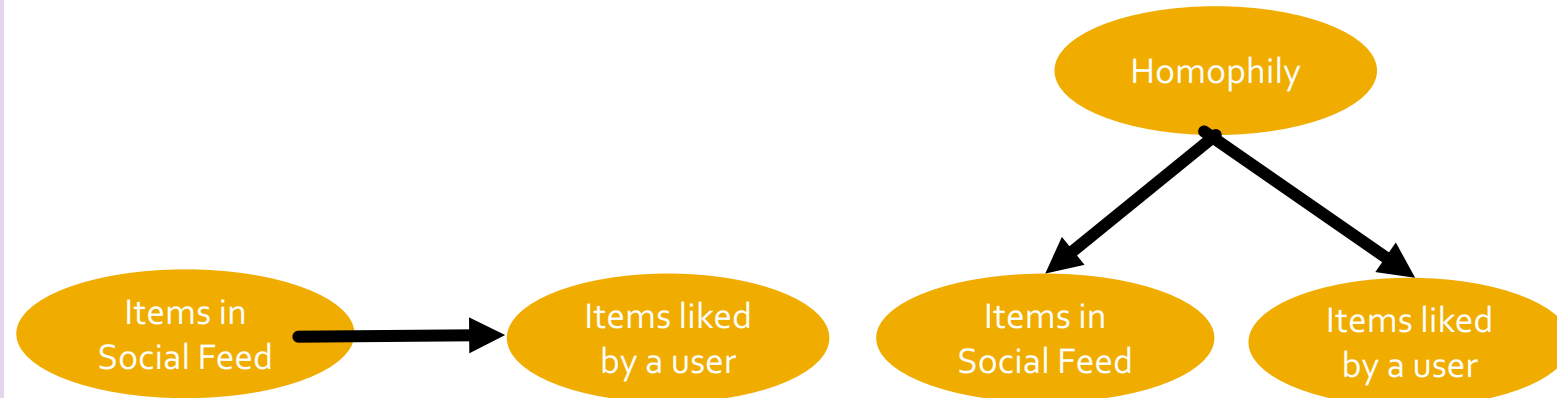 Homophily
Items in
Social Feed
Items liked
by a user
Items in
Social Feed
Items liked
by a user